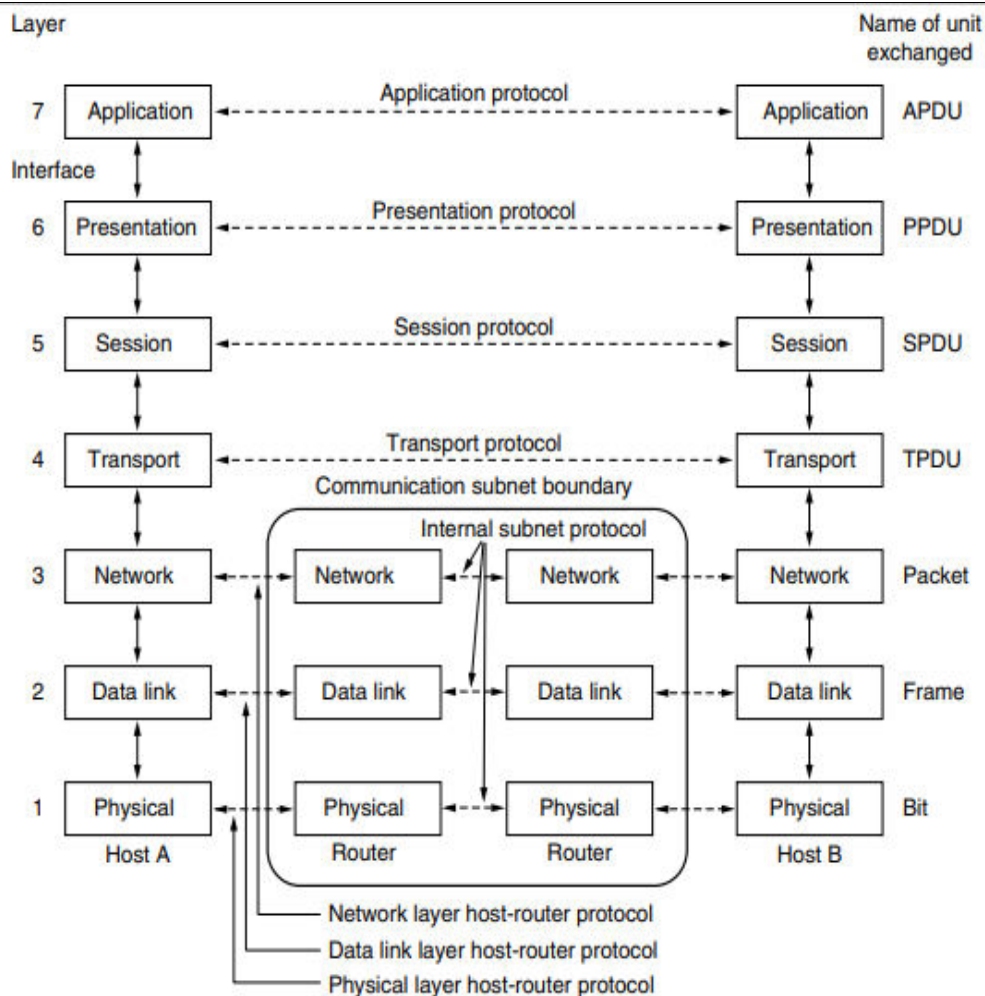 Layer
Name of unit
exchanged
Application protocol
7 Application Application APDU
Interface
Presentation protocol
6 Presentation Presentation PPDU
Session protocol
5 Session Session SPDU
Transport protocol
4 Transport Transport TPDU
Communication subnet boundary
Internal subnet protocol
3 Network Network Network Network Packet
2 Data link Data link Data link Data link Frame
1 Physical Physical Physical Physical Bit
Host A Router Router Host B
Network layer host-router protocol
Data link layer host-router protocol
Physical layer host-router protocol